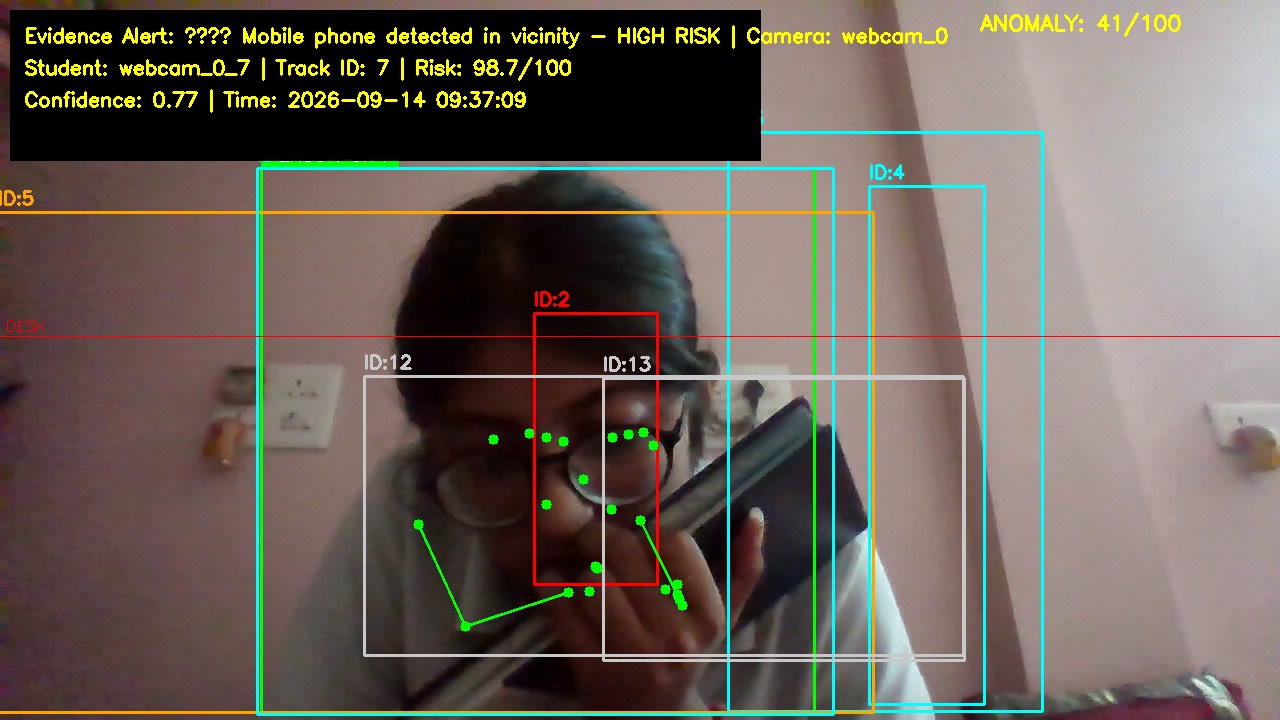 Evidence Alert: ???? Mobile phone detected in vicinity - HIGH RISK | Camera: webcam_0
ANOMALY: 41/100
Student: webcam_0_7 | Track ID: 7 | Risk: 98.7/100
Confidence: 0.77 | Time: 2026-09-14 09:37:09
ID:4
ID:5
ID:2
DESK
ID:12
ID:13